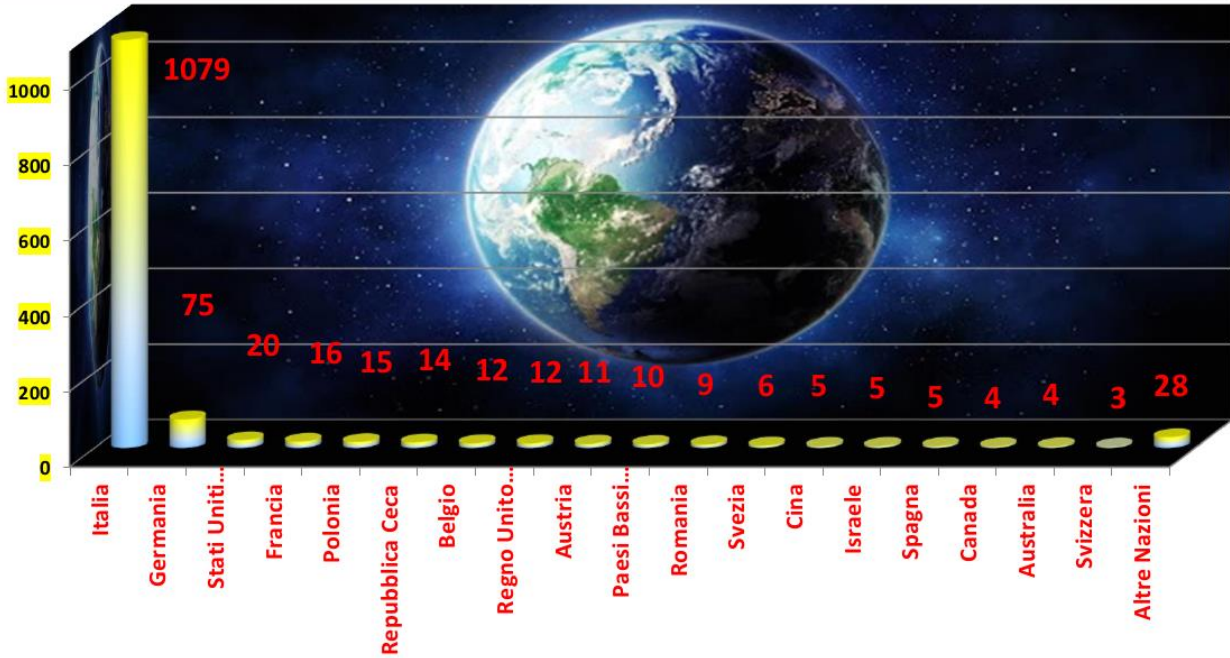 1000
800
600
400
200
0
1079
75
20
16
15
14
12
12
11
10
9
6
5
5
5
4
4
3
28
Italia
Germania
Stati Uniti...
Francia
Polonia
Repubblica Ceca
Belgio
Regno Unito...
Austria
Paesi Bassi...
Romania
Svezia
Cina
Israele
Spagna
Canada
Australia
Svizzera
Altre Nazioni